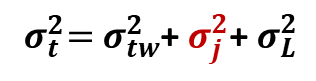 σ²ₜ = σ²ₜw + σ²ⱼ + σ²L